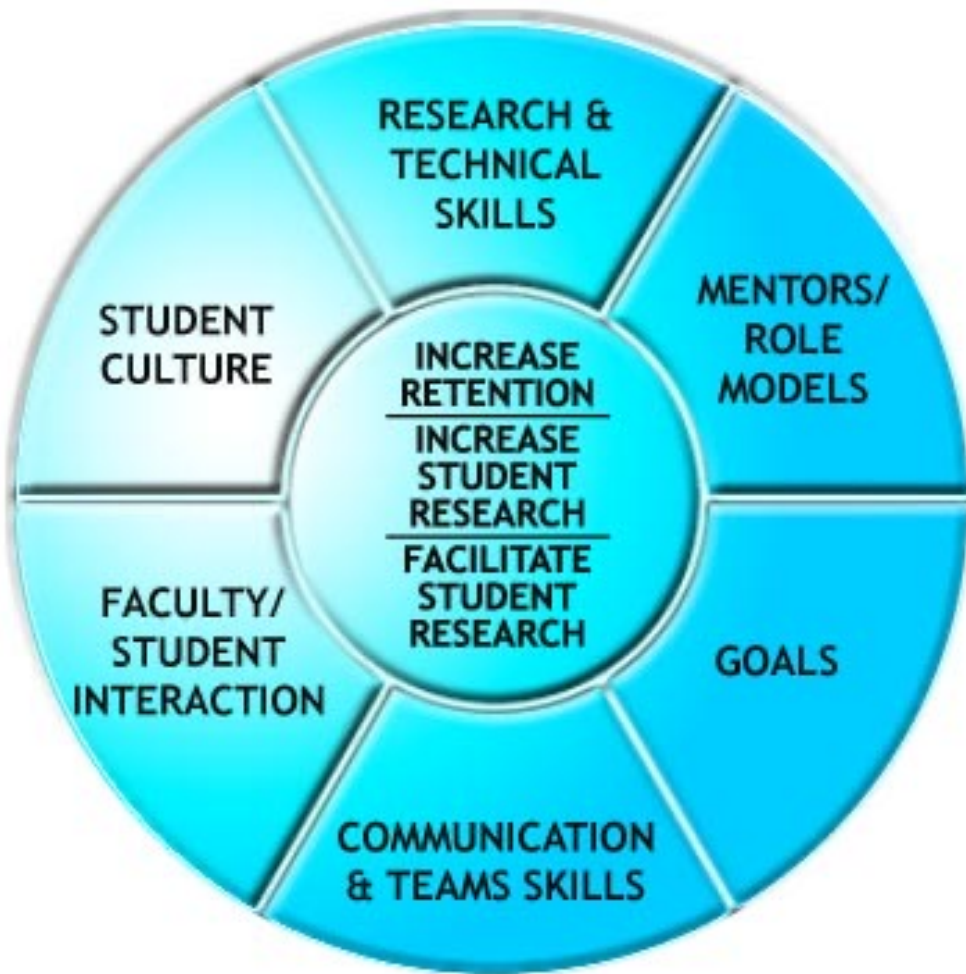 RESEARCH &
TECHNICAL
SKILLS
MENTORS/
ROLE
MODELS
GOALS
COMMUNICATION
& TEAMS SKILLS
FACULTY/
STUDENT
INTERACTION
STUDENT
CULTURE
INCREASE
RETENTION
INCREASE
STUDENT
RESEARCH
FACILITATE
STUDENT
RESEARCH